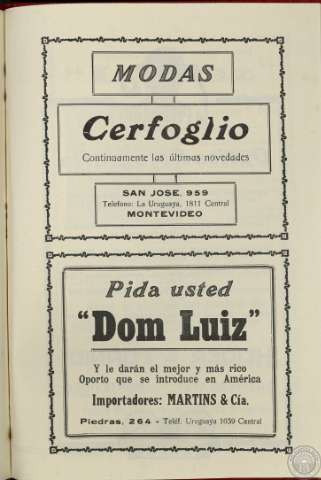 MODAS
Cerfoglio
Continuamente las últimas novedades
SAN JOSE, 959
Telefono: La Uruguaya, 1811 Central
MONTEVIDEO
Pida usted
"Dom Luiz"
Y le darán el mejor y más rico
Oporto que se introduce en América
Importadores: MARTINS & Cía.
Piedras, 264 - Teléf. Uruguaya 1039 Central